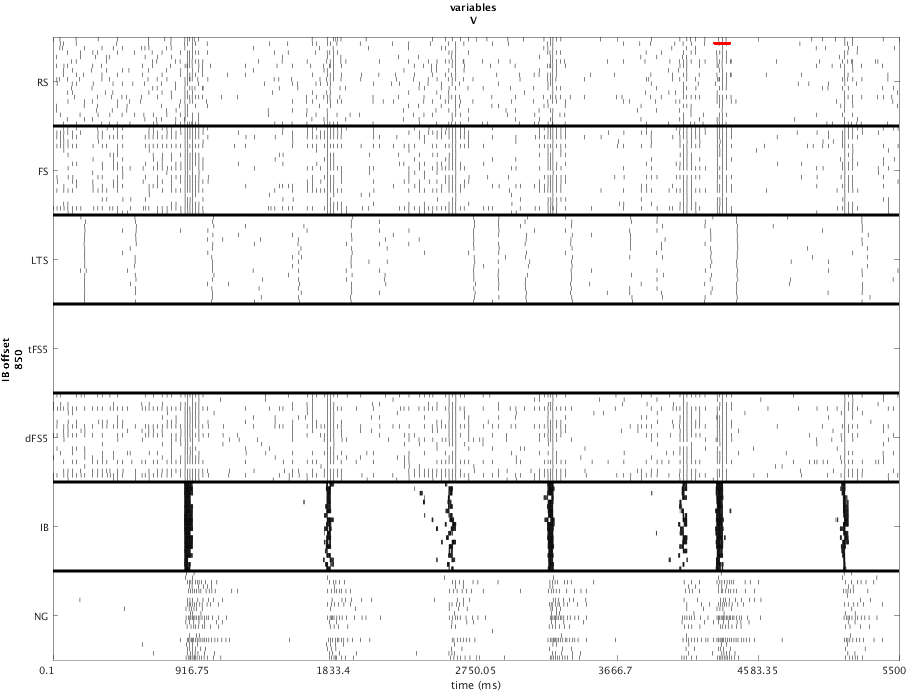 variables
V
RS
FS
LTS
tFS5
dFS5
IB
NG
IB offset
850
0.1
916.75
1833.4
2750.05
3666.7
4583.35
5500
time (ms)